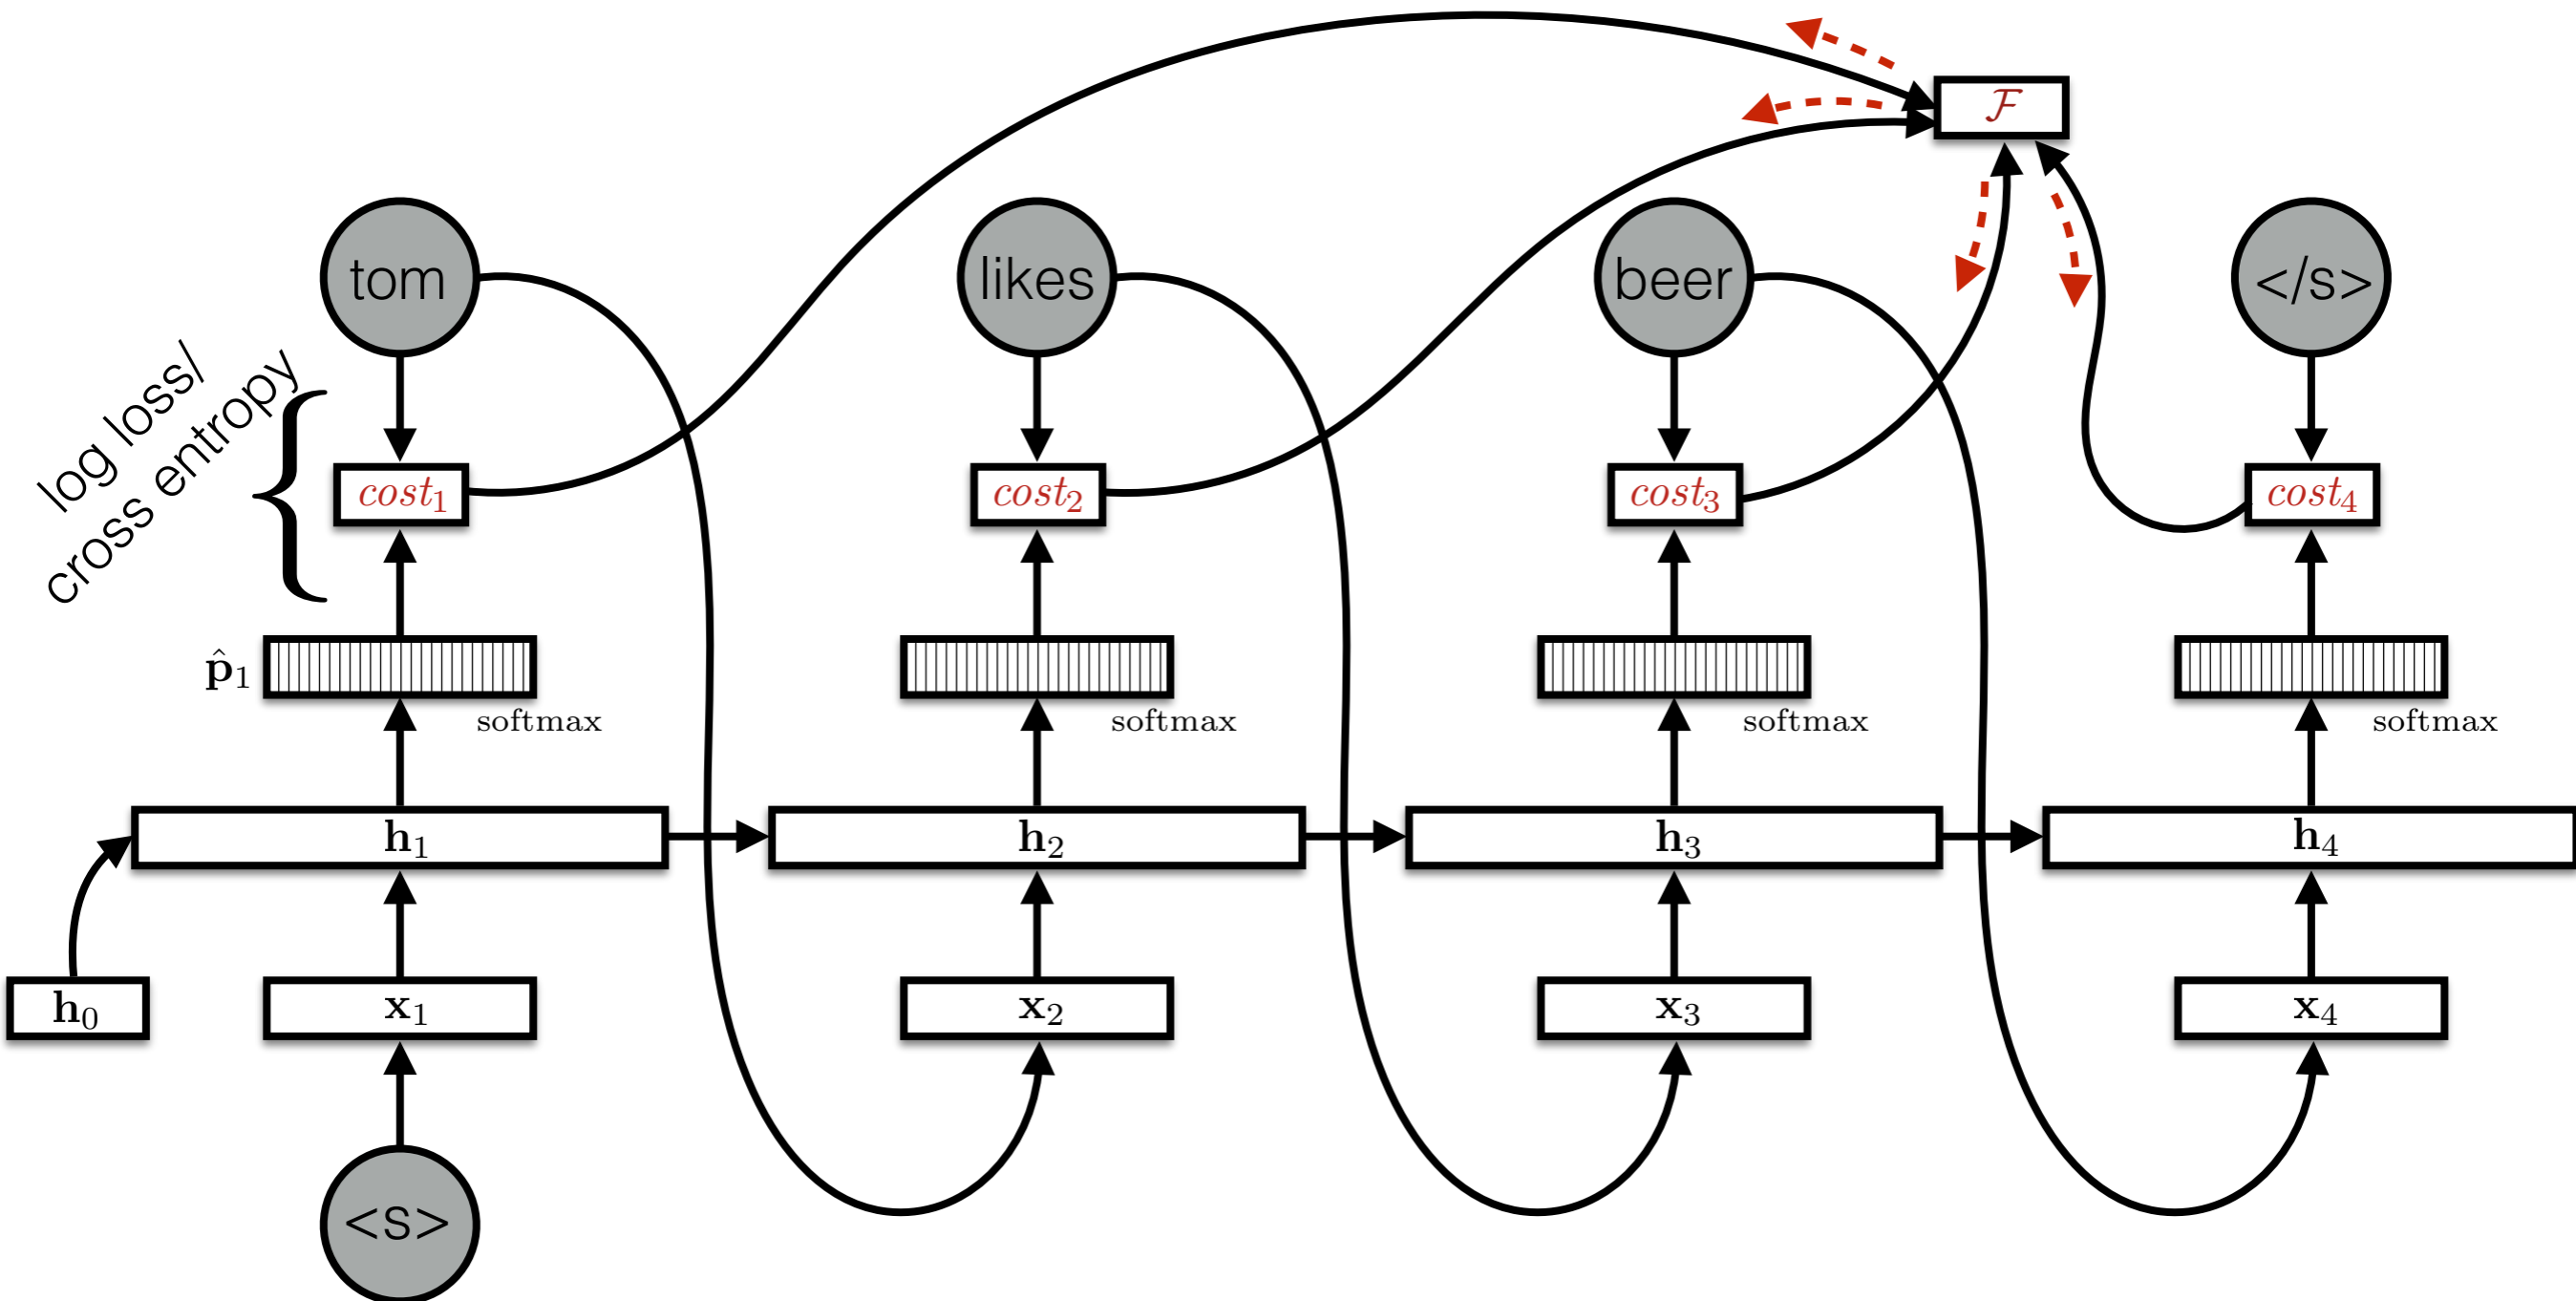 𝓕
tom
likes
beer
</s>
log loss/
cross entropy
cost₁
cost₂
cost₃
cost₄
p̂₁
softmax
softmax
softmax
softmax
h₁
h₂
h₃
h₄
h₀
x₁
x₂
x₃
x₄
<s>